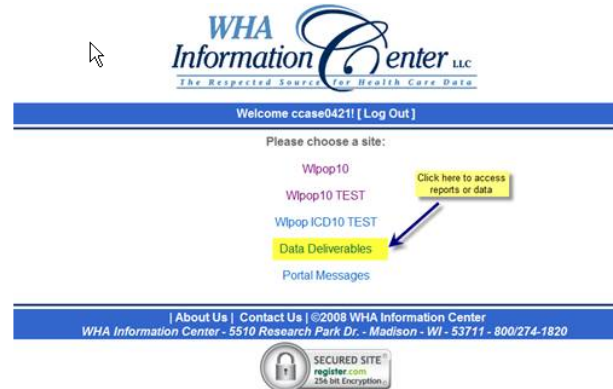 WHA
Information Center LLC
The Respected Source for Health Care Data
Welcome ccase0421! [ Log Out ]
Please choose a site:
WIpop10
WIpop10 TEST
Click here to access
reports or data
WIpop ICD10 TEST
Data Deliverables
Portal Messages
| About Us | Contact Us | ©2008 WHA Information Center
WHA Information Center - 5510 Research Park Dr. - Madison - WI - 53711 - 800/274-1820
SECURED SITE
register.com
256 bit Encryption